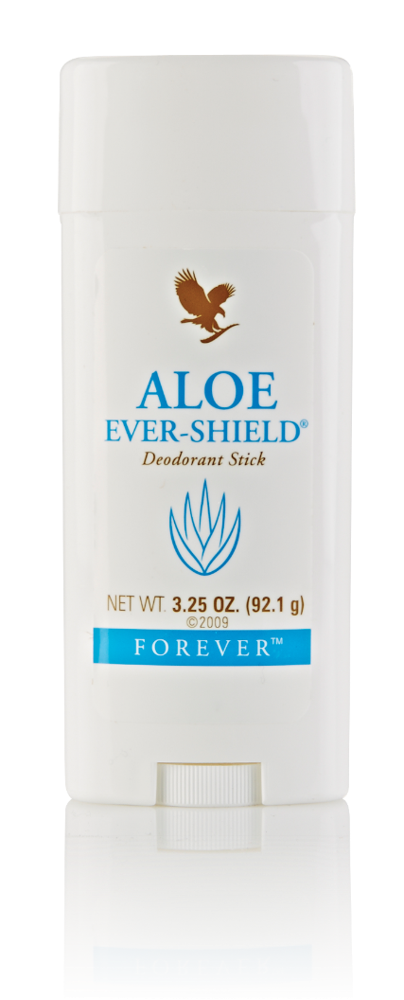 ALOE
EVER-SHIELD®
Deodorant Stick
NET WT. 3.25 OZ. (92.1 g)
©2009
FOREVER™